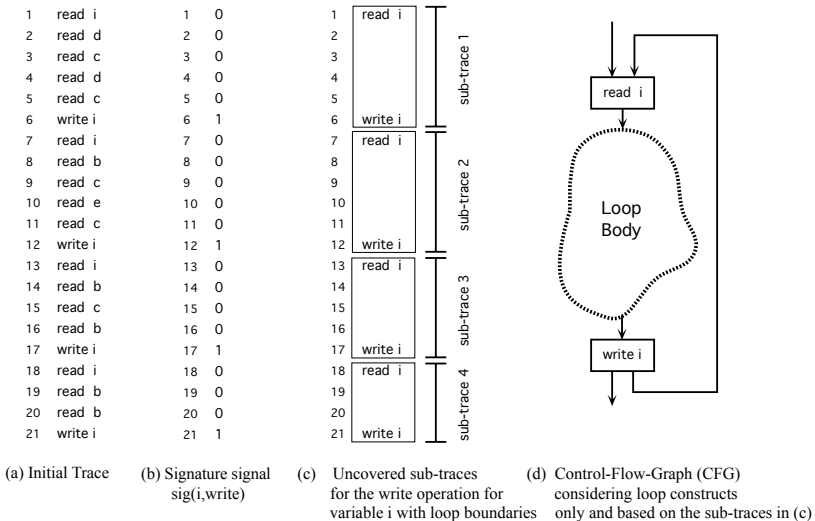 1 read i
2 read d
3 read c
4 read d
5 read c
6 write i
7 read i
8 read b
9 read c
10 read e
11 read c
12 write i
13 read i
14 read b
15 read c
16 read b
17 write i
18 read i
19 read b
20 read b
21 write i
(a) Initial Trace
1 0
2 0
3 0
4 0
5 0
6 1
7 0
8 0
9 0
10 0
11 0
12 1
13 0
14 0
15 0
16 0
17 1
18 0
19 0
20 0
21 1
(b) Signature signal
sig(i,write)
1 read i
2
3
4
5
6 write i
7 read i
8
9
10
11
12 write i
13 read i
14
15
16
17 write i
18 read i
19
20
21 write i
sub-trace 1
sub-trace 2
sub-trace 3
sub-trace 4
(c) Uncovered sub-traces
for the write operation for
variable i with loop boundaries
read i
Loop
Body
write i
(d) Control-Flow-Graph (CFG)
considering loop constructs
only and based on the sub-traces in (c)